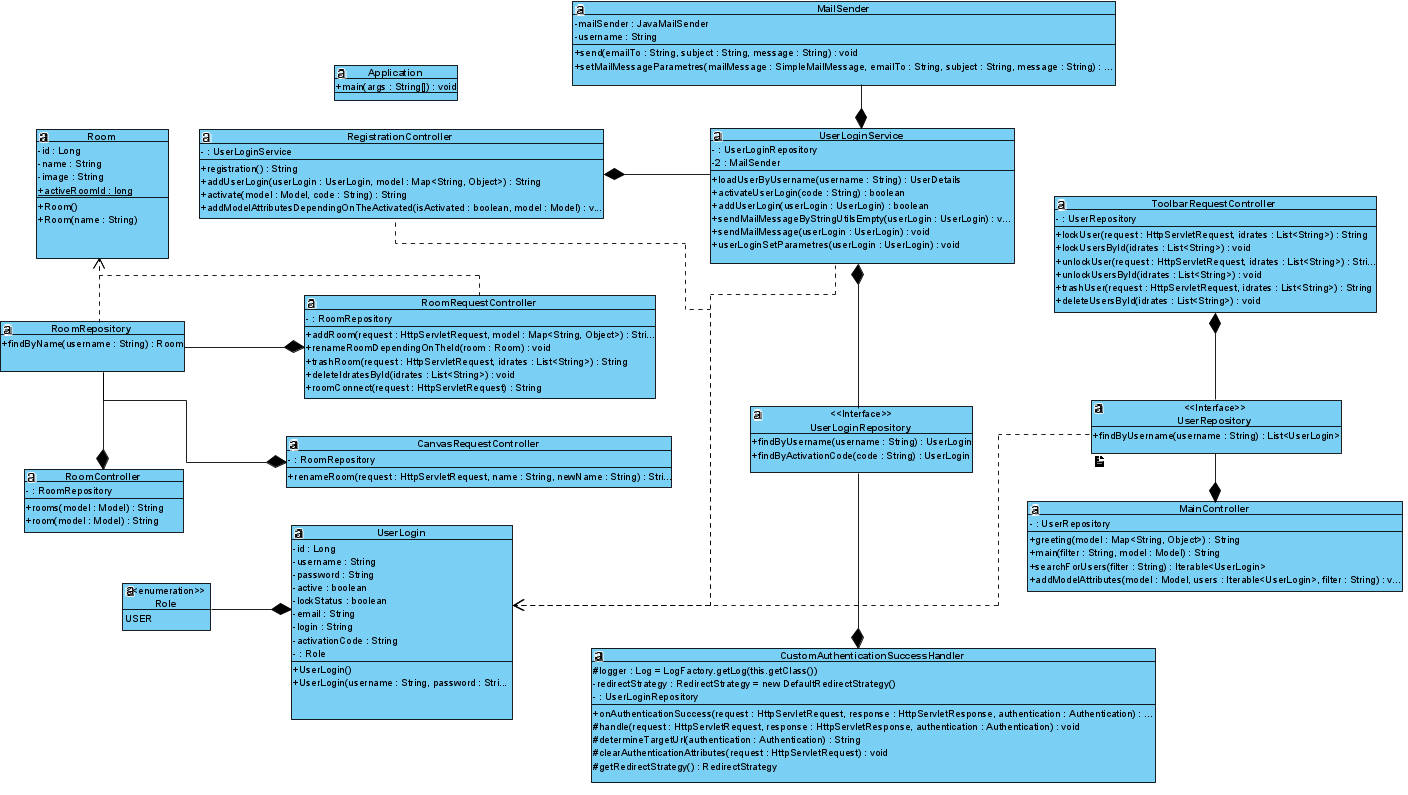 MailSender
-mailSender : JavaMailSender
-username : String
+send(emailTo : String, subject : String, message : String) : void
+setMailMessageParametres(mailMessage : SimpleMailMessage, emailTo : String, subject : String, message : String) : ...
Application
+main(args : String[]) : void
Room
-id : Long
-name : String
-image : String
+activeRoomId : long
+Room()
+Room(name : String)
RegistrationController
- : UserLoginService
+registration() : String
+addUserLogin(userLogin : UserLogin, model : Map<String, Object>) : String
+activate(model : Model, code : String) : String
+addModelAttributesDependingOnTheActivated(isActivated : boolean, model : Model) : v...
UserLoginService
- : UserLoginRepository
-2 : MailSender
+loadUserByUsername(username : String) : UserDetails
+activateUserLogin(code : String) : boolean
+addUserLogin(userLogin : UserLogin) : boolean
+sendMailMessageByStringUtilsEmpty(userLogin : UserLogin) : v...
+sendMailMessage(userLogin : UserLogin) : void
+userLoginSetParametres(userLogin : UserLogin) : void
ToolbarRequestController
- : UserRepository
+lockUser(request : HttpServletRequest, idrates : List<String>) : String
+lockUsersById(idrates : List<String>) : void
+unlockUser(request : HttpServletRequest, idrates : List<String>) : Stri...
+unlockUsersById(idrates : List<String>) : void
+trashUser(request : HttpServletRequest, idrates : List<String>) : String
+deleteUsersById(idrates : List<String>) : void
RoomRepository
+findByName(username : String) : Room
RoomRequestController
- : RoomRepository
+addRoom(request : HttpServletRequest, model : Map<String, Object>) : Stri...
+renameRoomDependingOnTheId(room : Room) : void
+trashRoom(request : HttpServletRequest, idrates : List<String>) : String
+deleteIdratesById(idrates : List<String>) : void
+roomConnect(request : HttpServletRequest) : String
<<Interface>>
UserLoginRepository
+findByUsername(username : String) : UserLogin
+findByActivationCode(code : String) : UserLogin
<<Interface>>
UserRepository
+findByUsername(username : String) : List<UserLogin>
CanvasRequestController
- : RoomRepository
+renameRoom(request : HttpServletRequest, name : String, newName : String) : Stri...
RoomController
- : RoomRepository
+rooms(model : Model) : String
+room(model : Model) : String
MainController
- : UserRepository
+greeting(model : Map<String, Object>) : String
+main(filter : String, model : Model) : String
+searchForUsers(filter : String) : Iterable<UserLogin>
+addModelAttributes(model : Model, users : Iterable<UserLogin>, filter : String) : v...
UserLogin
-id : Long
-username : String
-password : String
-active : boolean
-lockStatus : boolean
-email : String
-login : String
-activationCode : String
- : Role
+UserLogin()
+UserLogin(username : String, password : Stri...
<<enumeration>>
Role
USER
CustomAuthenticationSuccessHandler
#logger : Log = LogFactory.getLog(this.getClass())
-redirectStrategy : RedirectStrategy = new DefaultRedirectStrategy()
- : UserLoginRepository
+onAuthenticationSuccess(request : HttpServletRequest, response : HttpServletResponse, authentication : Authentication) : ...
#handle(request : HttpServletRequest, response : HttpServletResponse, authentication : Authentication) : void
#determineTargetUrl(authentication : Authentication) : String
#clearAuthenticationAttributes(request : HttpServletRequest) : void
#getRedirectStrategy() : RedirectStrategy